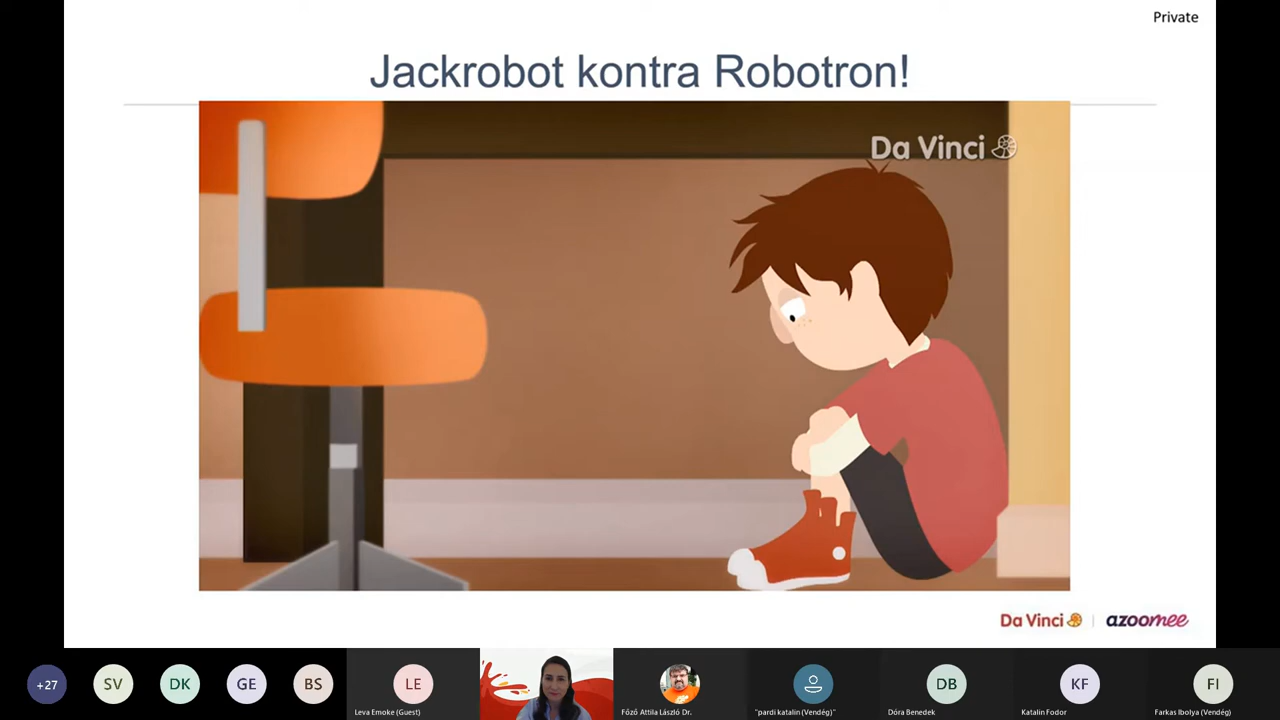 Private
Jackrobot kontra Robotron!
Da Vinci
Da Vinci | azoomee
+27
SV
DK
GE
BS
LE
DB
KF
FI
Leva Emoke (Guest)
Főző Attila László Dr.
"pardi katalin (Vendég)"
Dóra Benedek
Katalin Fodor
Farkas Ibolya (Vendég)